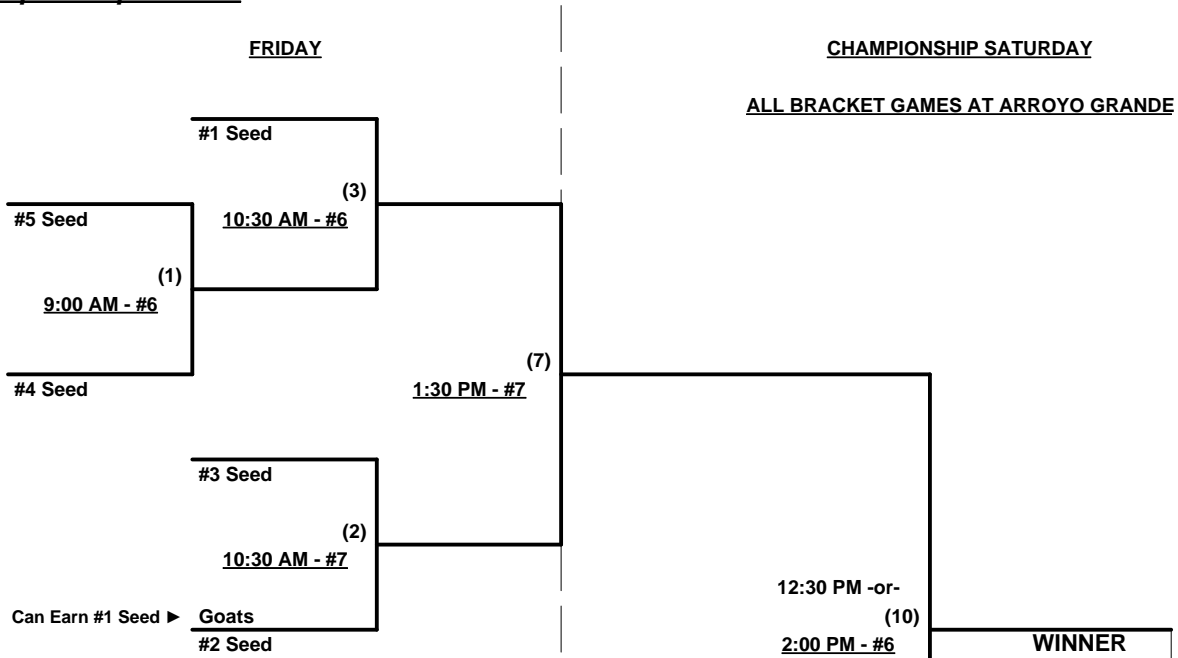 FRIDAY
CHAMPIONSHIP SATURDAY
ALL BRACKET GAMES AT ARROYO GRANDE
#1 Seed
(3)
#5 Seed
10:30 AM - #6
(1)
9:00 AM - #6
(7)
#4 Seed
1:30 PM - #7
#3 Seed
(2)
10:30 AM - #7
12:30 PM -or-
Can Earn #1 Seed ► Goats
(10)
#2 Seed
2:00 PM - #6
WINNER